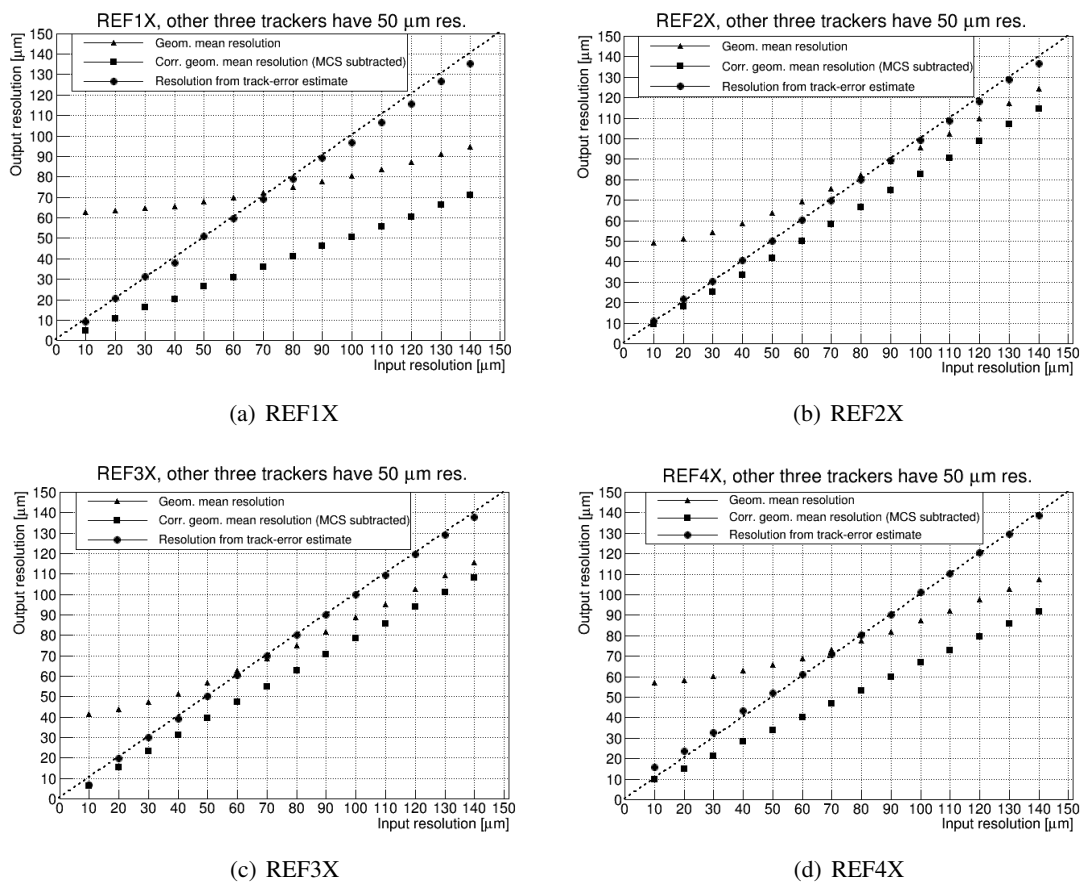 REF1X, other three trackers have 50 μm res.
Output resolution [μm]
150
140
130
120
110
100
90
80
70
60
50
40
30
20
10
0
Geom. mean resolution
Corr. geom. mean resolution (MCS subtracted)
Resolution from track-error estimate
0 10 20 30 40 50 60 70 80 90 100 110 120 130 140 150
Input resolution [μm]
(a) REF1X
REF2X, other three trackers have 50 μm res.
Output resolution [μm]
150
140
130
120
110
100
90
80
70
60
50
40
30
20
10
0
Geom. mean resolution
Corr. geom. mean resolution (MCS subtracted)
Resolution from track-error estimate
0 10 20 30 40 50 60 70 80 90 100 110 120 130 140 150
Input resolution [μm]
(b) REF2X
REF3X, other three trackers have 50 μm res.
Output resolution [μm]
150
140
130
120
110
100
90
80
70
60
50
40
30
20
10
0
Geom. mean resolution
Corr. geom. mean resolution (MCS subtracted)
Resolution from track-error estimate
0 10 20 30 40 50 60 70 80 90 100 110 120 130 140 150
Input resolution [μm]
(c) REF3X
REF4X, other three trackers have 50 μm res.
Output resolution [μm]
150
140
130
120
110
100
90
80
70
60
50
40
30
20
10
0
Geom. mean resolution
Corr. geom. mean resolution (MCS subtracted)
Resolution from track-error estimate
0 10 20 30 40 50 60 70 80 90 100 110 120 130 140 150
Input resolution [μm]
(d) REF4X